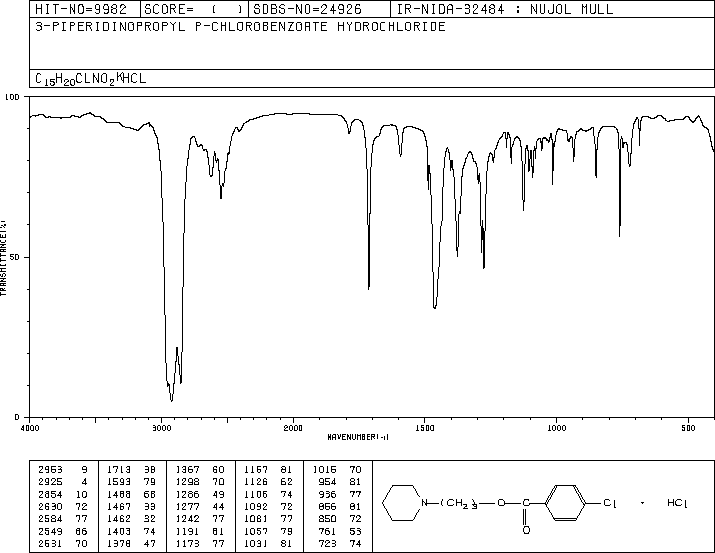 HIT-NO=9982 SCORE= ( ) SDBS-NO=24926 IR-NIDA-32484 : NUJOL MULL
3-PIPERIDINOPROPYL P-CHLOROBENZOATE HYDROCHLORIDE
C15H20CLNO2·HCL
100
50
0
TRANSMITTANCE(%)
4000 3000 2000 1500 1000 500
WAVENUMBER(-1)
2953 9 1713 38 1367 60 1167 81 1015 70
2925 4 1593 79 1298 70 1126 62 954 81
2854 10 1488 68 1286 49 1106 74 936 77
2630 72 1467 33 1277 44 1092 72 866 81
2584 77 1462 32 1242 77 1081 77 850 72
2549 66 1403 74 1191 81 1057 79 761 53
2531 70 1378 47 1173 77 1031 81 723 74
N (CH2)3 O C Cl · HCl
O